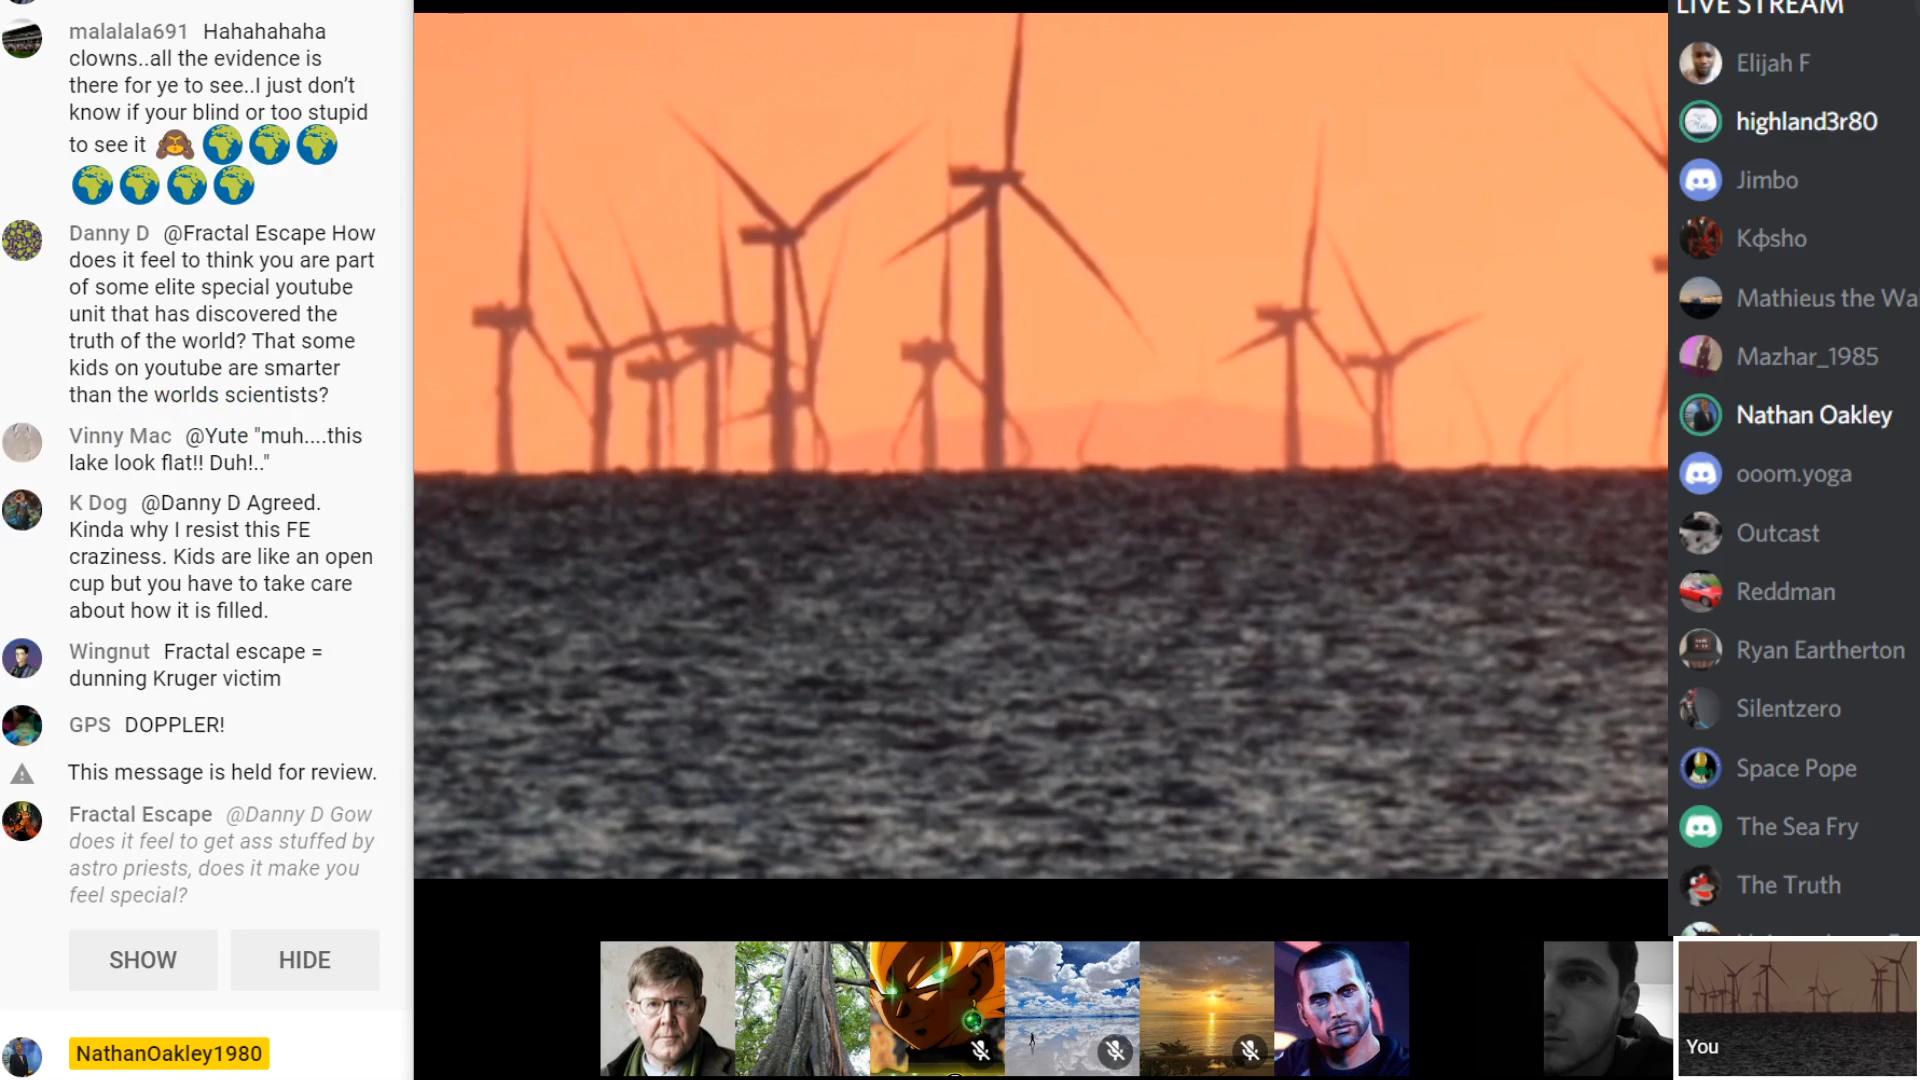 malalala691 Hahahahaha
clowns..all the evidence is
there for ye to see..I just don’t
know if your blind or too stupid
to see it
Danny D @Fractal Escape How
does it feel to think you are part
of some elite special youtube
unit that has discovered the
truth of the world? That some
kids on youtube are smarter
than the worlds scientists?
Vinny Mac @Yute "muh....this
lake look flat!! Duh!.."
K Dog @Danny D Agreed.
Kinda why I resist this FE
craziness. Kids are like an open
cup but you have to take care
about how it is filled.
Wingnut Fractal escape =
dunning Kruger victim
GPS DOPPLER!
This message is held for review.
Fractal Escape @Danny D Gow
does it feel to get ass stuffed by
astro priests, does it make you
feel special?
SHOW HIDE
NathanOakley1980
LIVE STREAM
Elijah F
highland3r80
Jimbo
Kфsho
Mathieus the Wa
Mazhar_1985
Nathan Oakley
ooom.yoga
Outcast
Reddman
Ryan Eartherton
Silentzero
Space Pope
The Sea Fry
The Truth
You